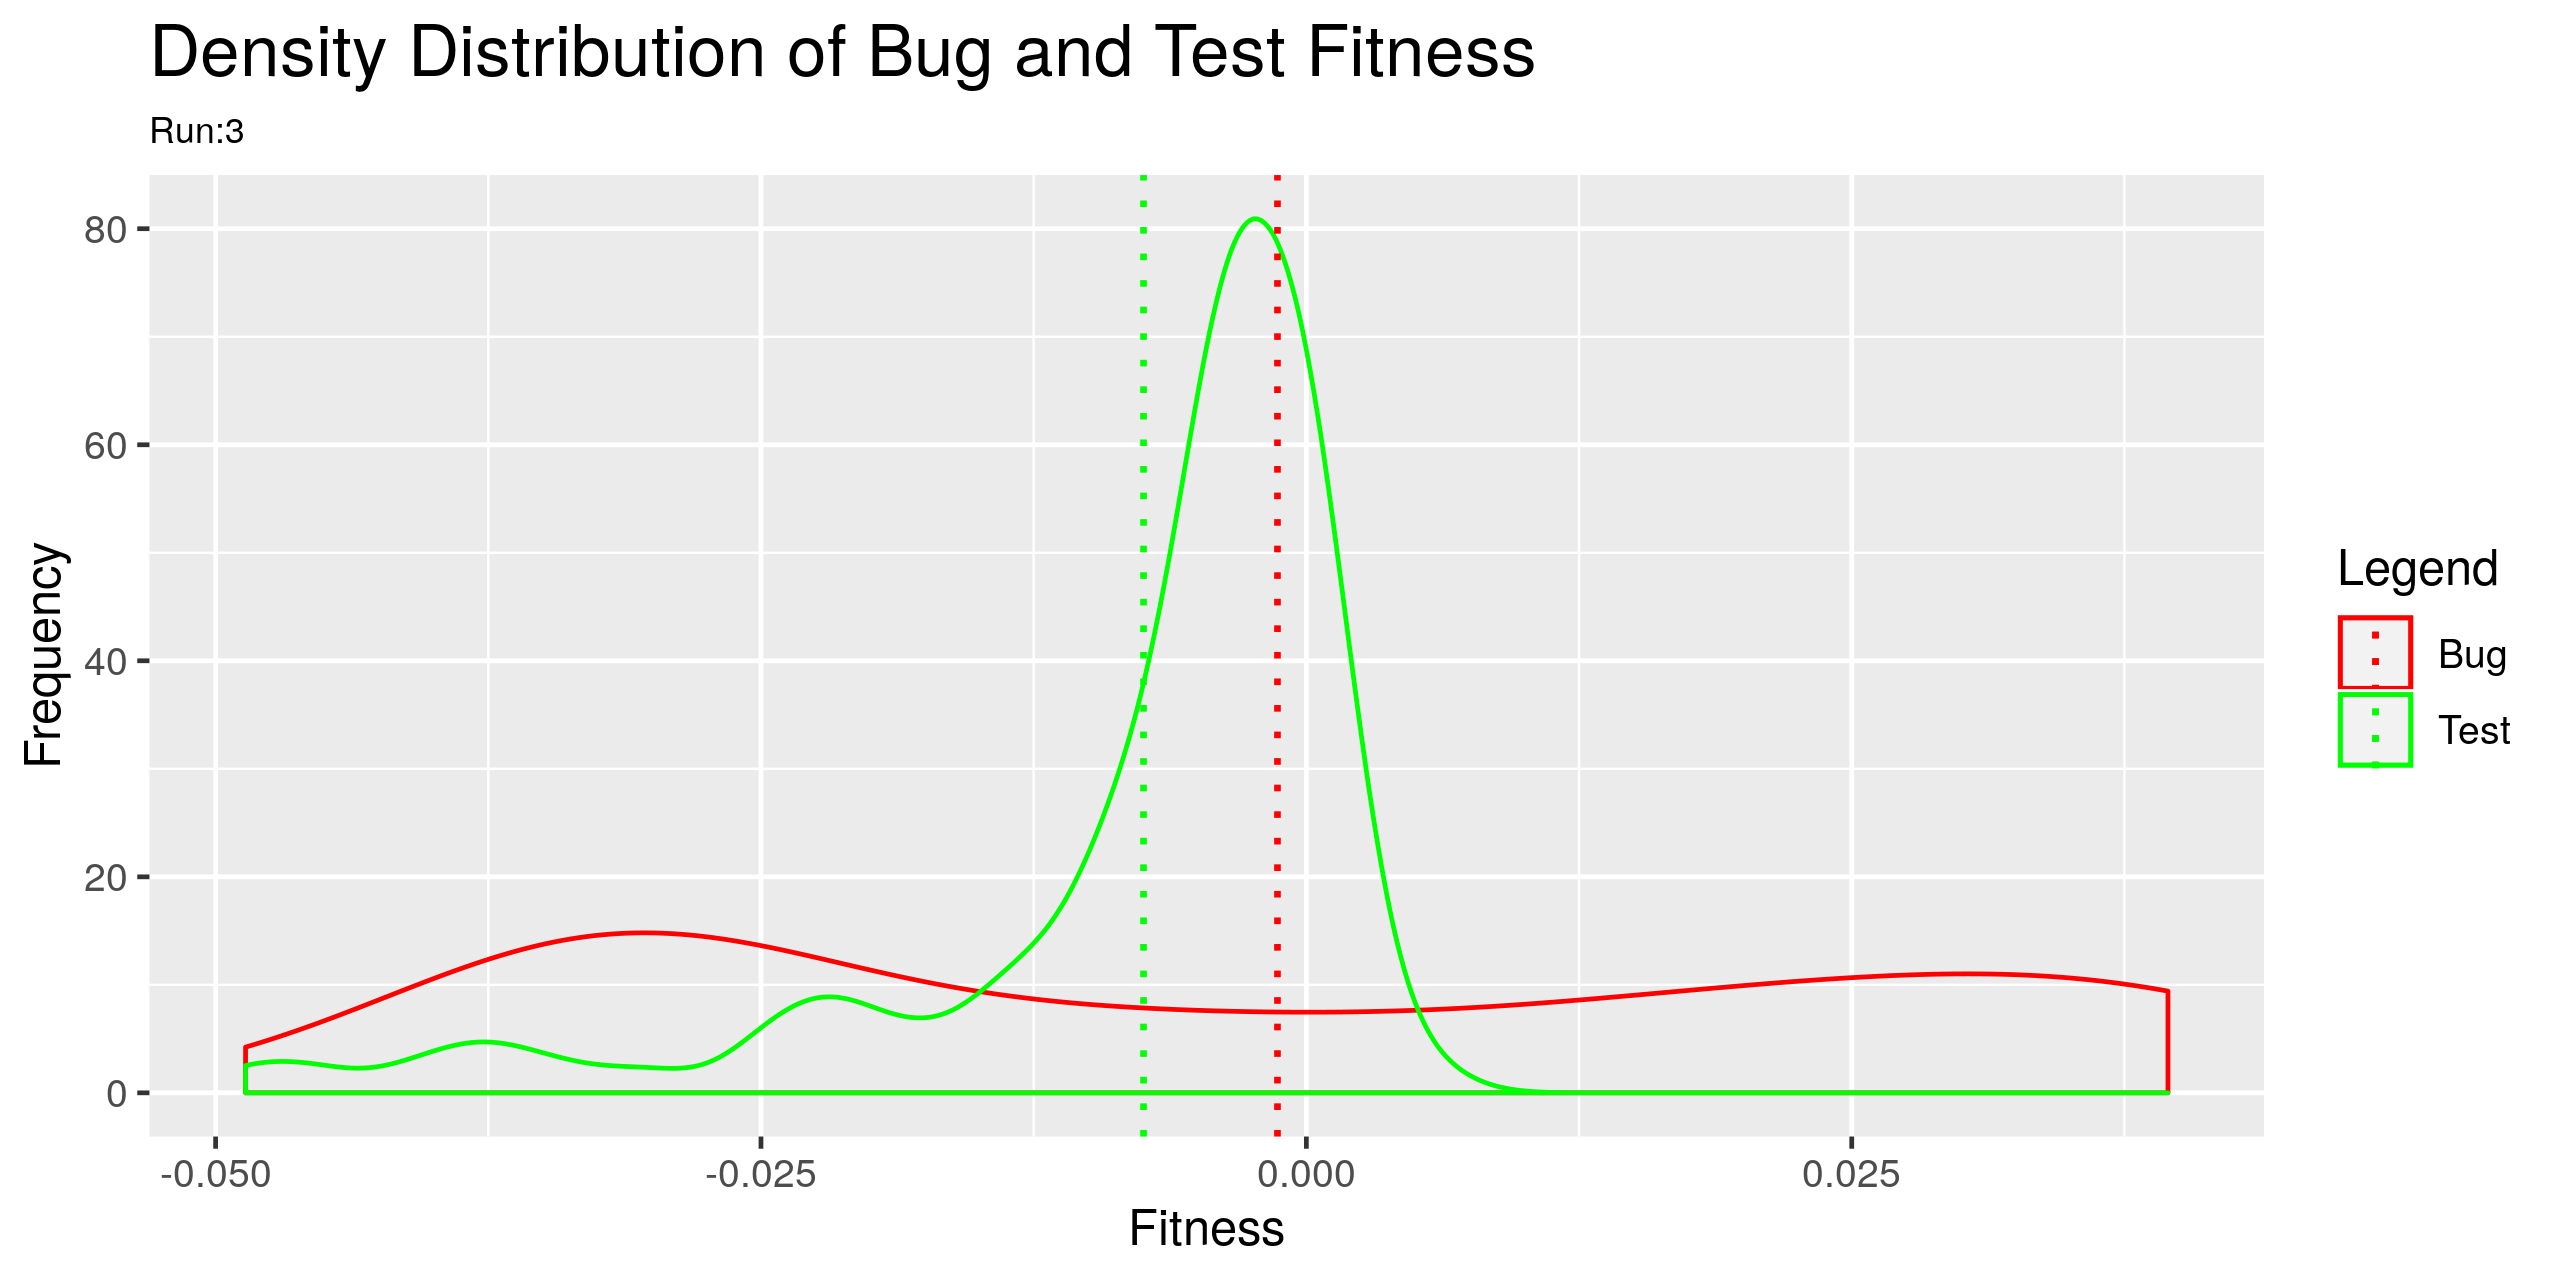 Density Distribution of Bug and Test Fitness
Run:3
80
60
40
20
0
Frequency
-0.050
-0.025
0.000
0.025
Fitness
Legend
Bug
Test